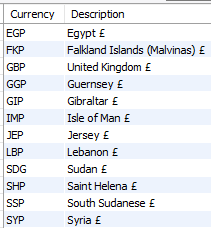 Currency Description
EGP Egypt £
FKP Falkland Islands (Malvinas) £
GBP United Kingdom £
GGP Guernsey £
GIP Gibraltar £
IMP Isle of Man £
JEP Jersey £
LBP Lebanon £
SDG Sudan £
SHP Saint Helena £
SSP South Sudanese £
SYP Syria £